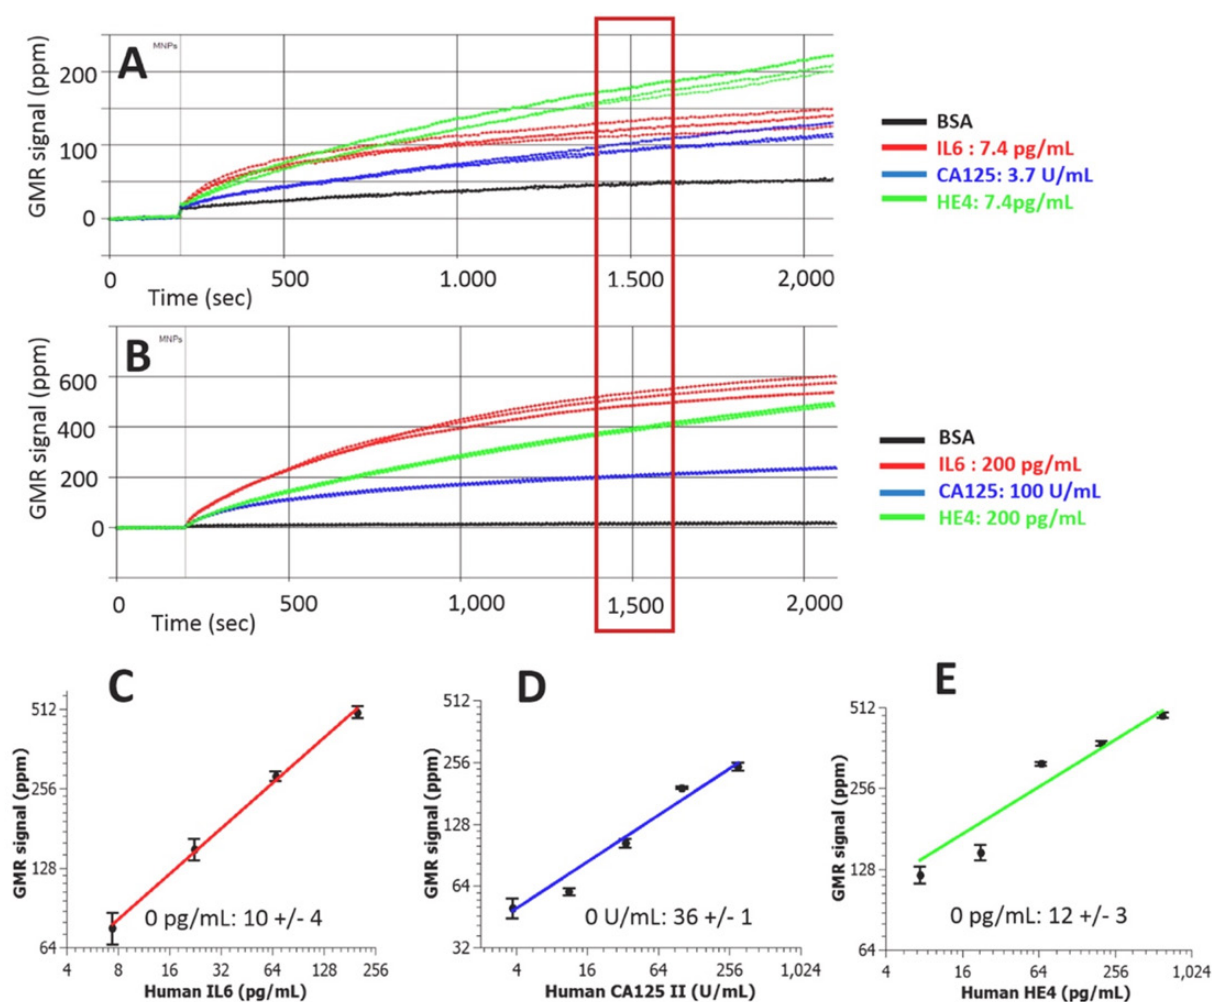 A
MNPs
GMR signal (ppm)
200
100
0
0
500
1.000
1.500
2,000
Time (sec)
BSA
IL6 : 7.4 pg/mL
CA125: 3.7 U/mL
HE4: 7.4pg/mL
B
MNPs
GMR signal (ppm)
600
400
200
0
0
500
1,000
1,500
2,000
Time (sec)
BSA
IL6 : 200 pg/mL
CA125: 100 U/mL
HE4: 200 pg/mL
C
GMR signal (ppm)
512
256
128
64
0 pg/mL: 10 +/- 4
4 8 16 32 64 128 256
Human IL6 (pg/mL)
D
GMR signal (ppm)
512
256
128
64
32
0 U/mL: 36 +/- 1
4 16 64 256 1,024
Human CA125 II (U/mL)
E
GMR signal (ppm)
512
256
128
64
0 pg/mL: 12 +/- 3
4 16 64 256 1,024
Human HE4 (pg/mL)